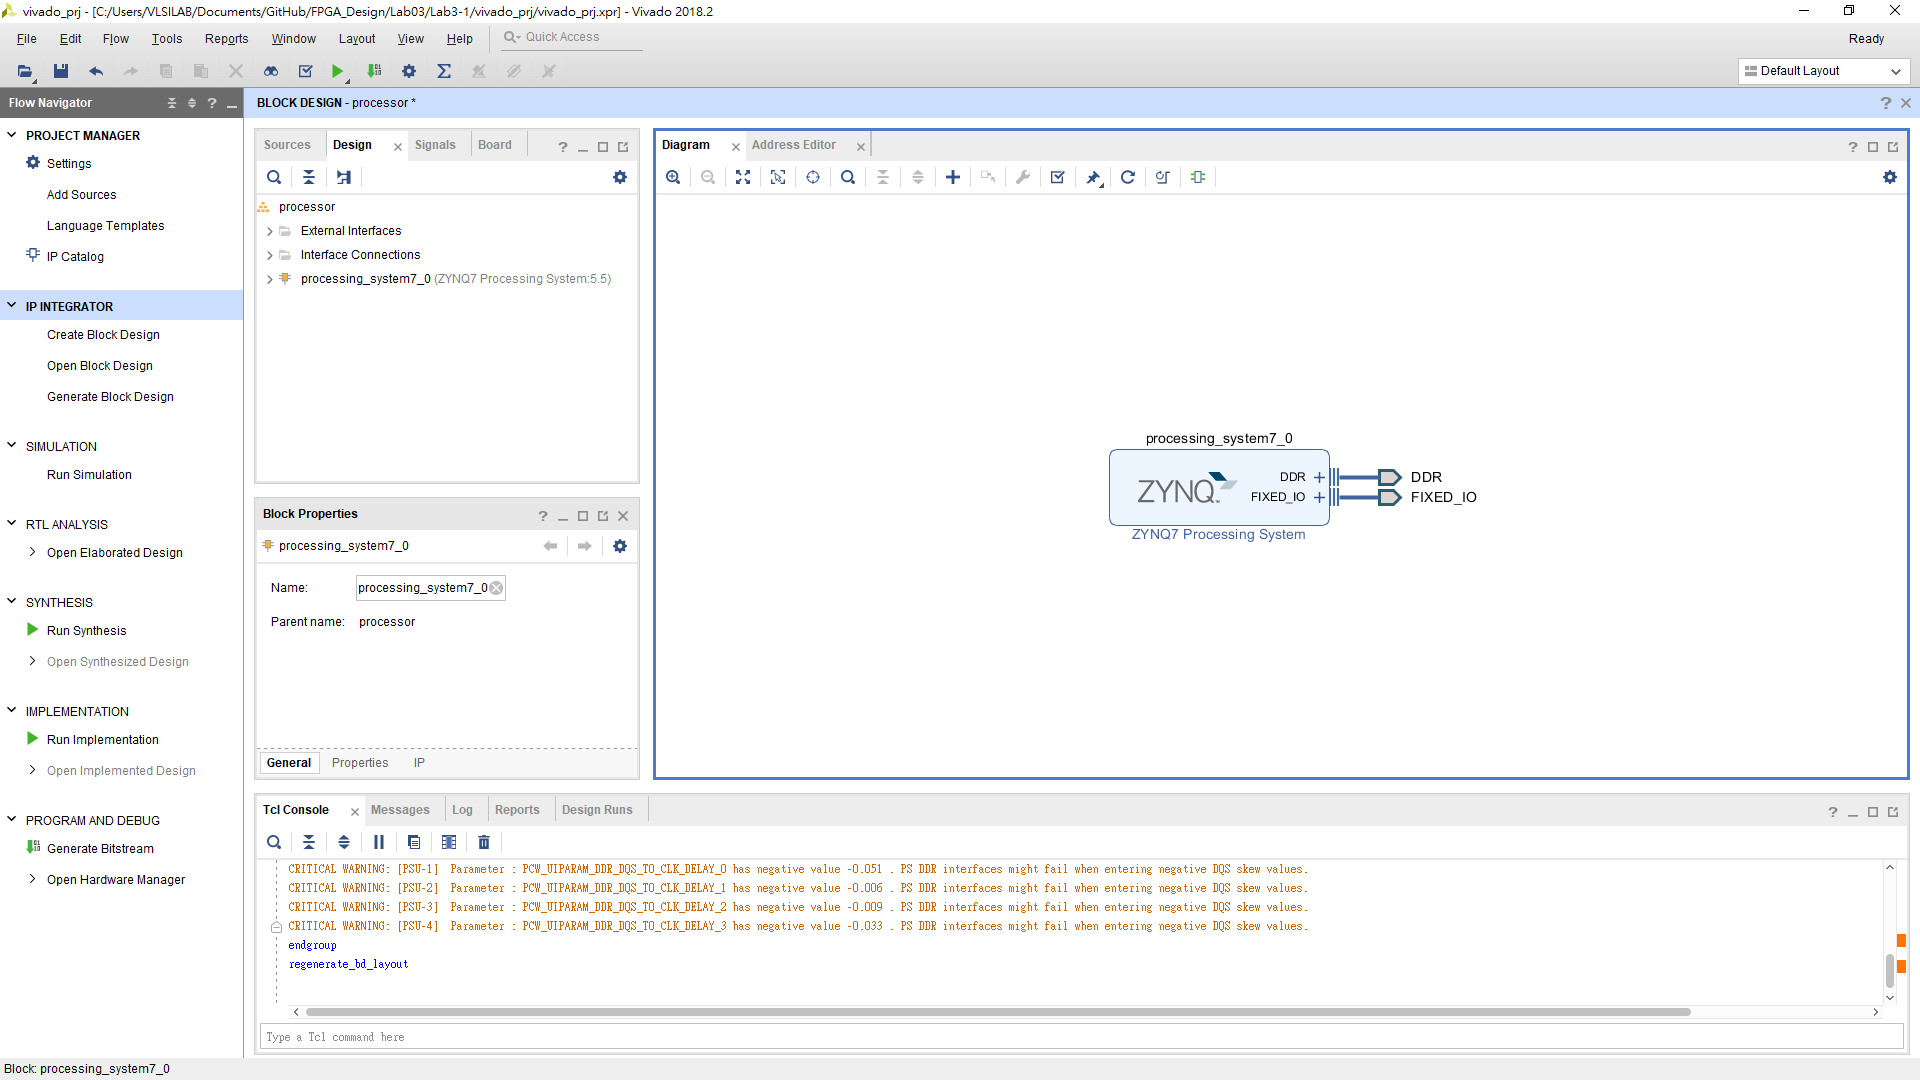 vivado_prj - [C:/Users/VLSILAB/Documents/GitHub/FPGA_Design/Lab03/Lab3-1/vivado_prj/vivado_prj.xpr] - Vivado 2018.2
File Edit Flow Tools Reports Window Layout View Help Quick Access Ready
Default Layout
Flow Navigator
PROJECT MANAGER
Settings
Add Sources
Language Templates
IP Catalog
IP INTEGRATOR
Create Block Design
Open Block Design
Generate Block Design
SIMULATION
Run Simulation
RTL ANALYSIS
Open Elaborated Design
SYNTHESIS
Run Synthesis
Open Synthesized Design
IMPLEMENTATION
Run Implementation
Open Implemented Design
PROGRAM AND DEBUG
Generate Bitstream
Open Hardware Manager
BLOCK DESIGN - processor *
Sources Design Signals Board
processor
External Interfaces
Interface Connections
processing_system7_0 (ZYNQ7 Processing System:5.5)
Block Properties
processing_system7_0
Name: processing_system7_0
Parent name: processor
General Properties IP
Diagram Address Editor
processing_system7_0
ZYNQ.
DDR
FIXED_IO
DDR
FIXED_IO
ZYNQ7 Processing System
Tcl Console Messages Log Reports Design Runs
CRITICAL WARNING: [PSU-1] Parameter : PCW_UIPARAM_DDR_DQS_TO_CLK_DELAY_0 has negative value -0.051 . PS DDR interfaces might fail when entering negative DQS skew values.
CRITICAL WARNING: [PSU-2] Parameter : PCW_UIPARAM_DDR_DQS_TO_CLK_DELAY_1 has negative value -0.006 . PS DDR interfaces might fail when entering negative DQS skew values.
CRITICAL WARNING: [PSU-3] Parameter : PCW_UIPARAM_DDR_DQS_TO_CLK_DELAY_2 has negative value -0.009 . PS DDR interfaces might fail when entering negative DQS skew values.
CRITICAL WARNING: [PSU-4] Parameter : PCW_UIPARAM_DDR_DQS_TO_CLK_DELAY_3 has negative value -0.033 . PS DDR interfaces might fail when entering negative DQS skew values.
endgroup
regenerate_bd_layout
Type a Tcl command here
Block: processing_system7_0